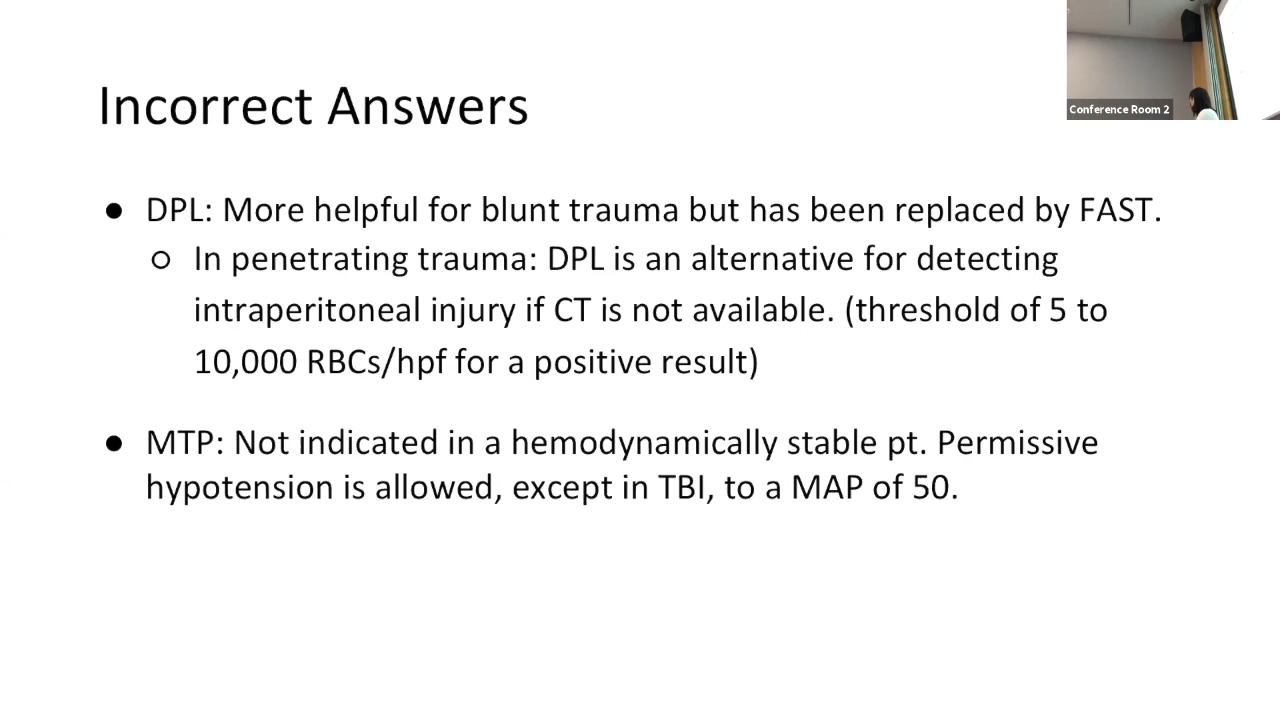 Conference Room 2
Incorrect Answers
● DPL: More helpful for blunt trauma but has been replaced by FAST.
○ In penetrating trauma: DPL is an alternative for detecting
intraperitoneal injury if CT is not available. (threshold of 5 to
10,000 RBCs/hpf for a positive result)
● MTP: Not indicated in a hemodynamically stable pt. Permissive
hypotension is allowed, except in TBI, to a MAP of 50.